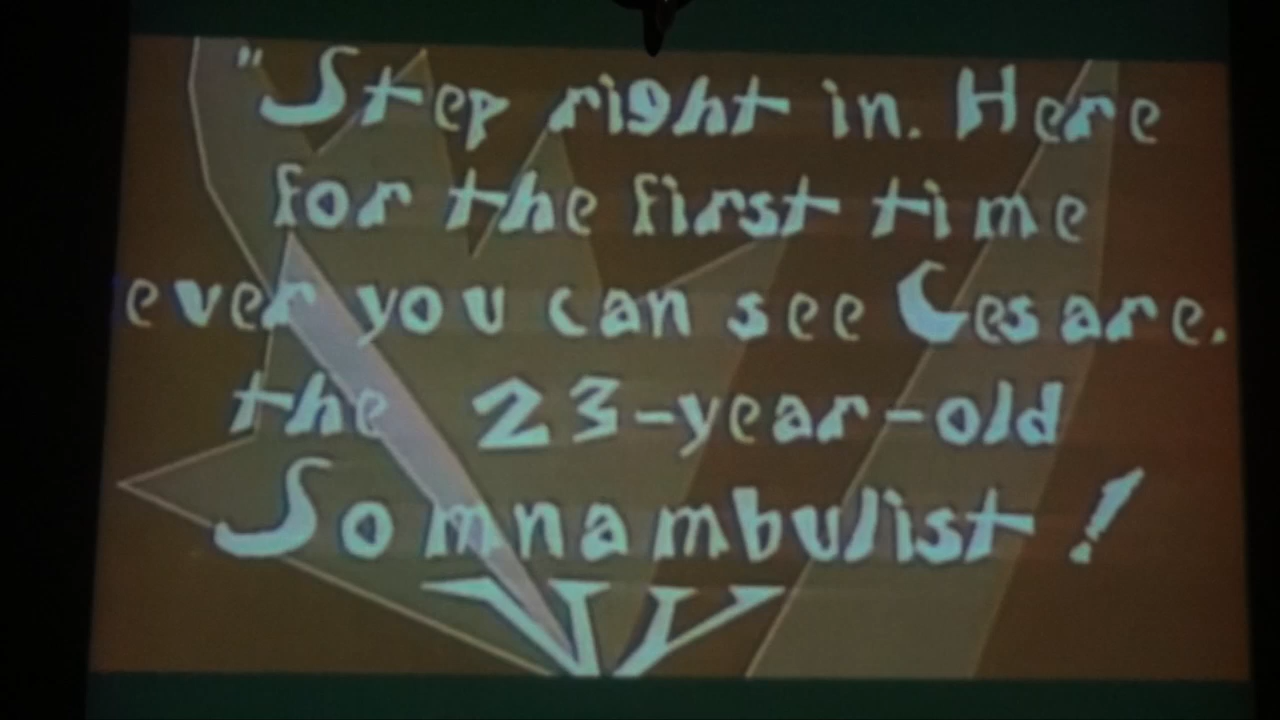 "Step right in. Here
for the first time
ever you can see Cesare.
the 23-year-old
Somnambulist!